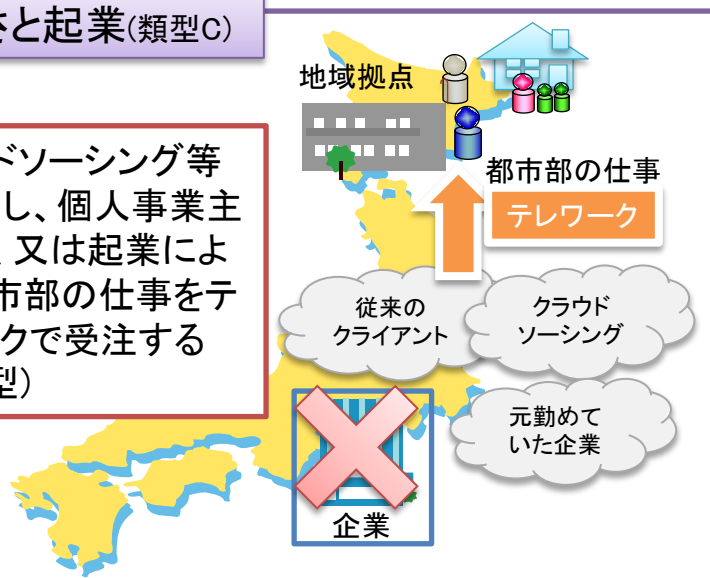 と起業(類型C)
ドソーシング等
し、個人事業主
又は起業によ
市部の仕事をテ
クで受注する
型)
地域拠点
都市部の仕事
テレワーク
従来の
クライアント
クラウド
ソーシング
元勤めて
いた企業
企業